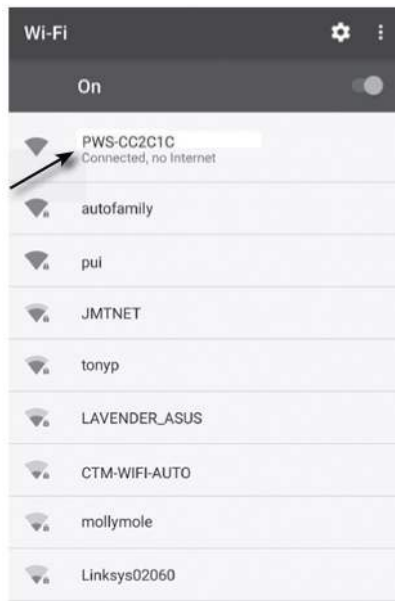 Wi-Fi
On
PWS-CC2C1C
Connected, no Internet
autofamily
pui
JMTNET
tonyp
LAVENDER_ASUS
CTM-WIFI-AUTO
mollymole
Linksys02060